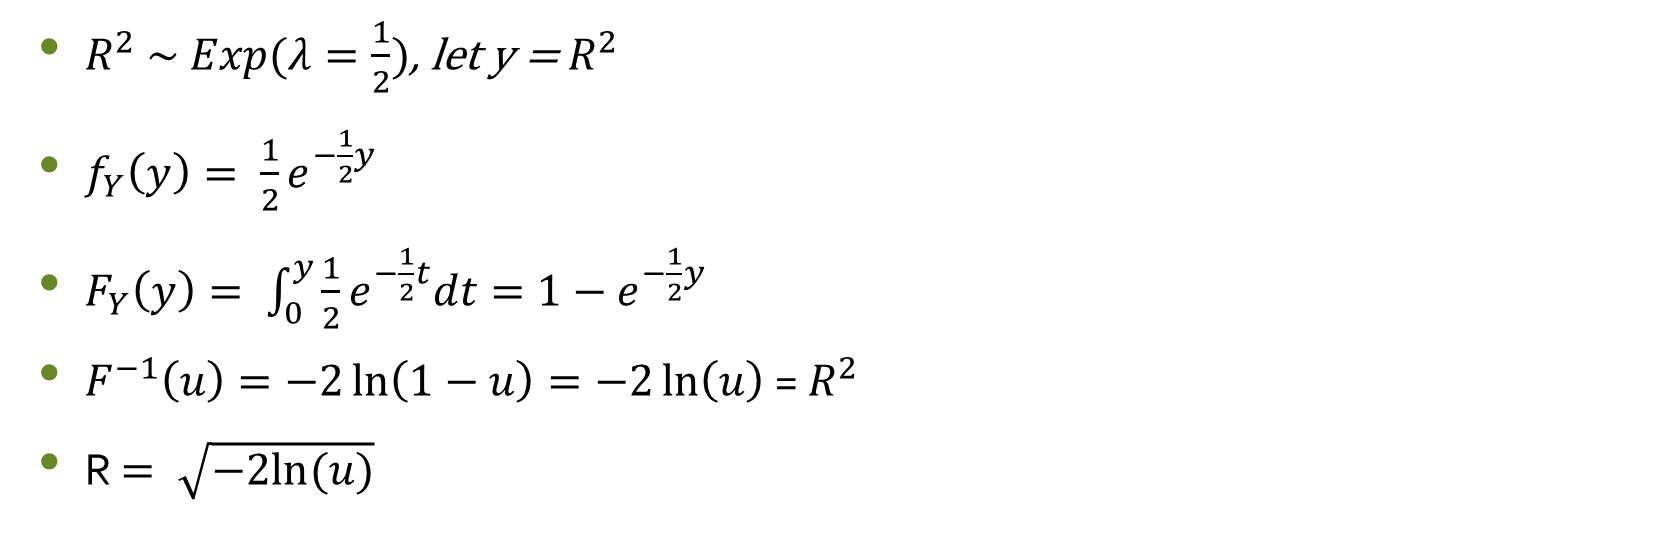 • R² ~ Exp(λ = 1/2), let y = R²
• f_Y(y) = 1/2 e^(-1/2 y)
• F_Y(y) = ∫₀^y 1/2 e^(-1/2 t) dt = 1 − e^(-1/2 y)
• F⁻¹(u) = −2 ln(1 − u) = −2 ln(u) = R²
• R = √(−2ln(u))